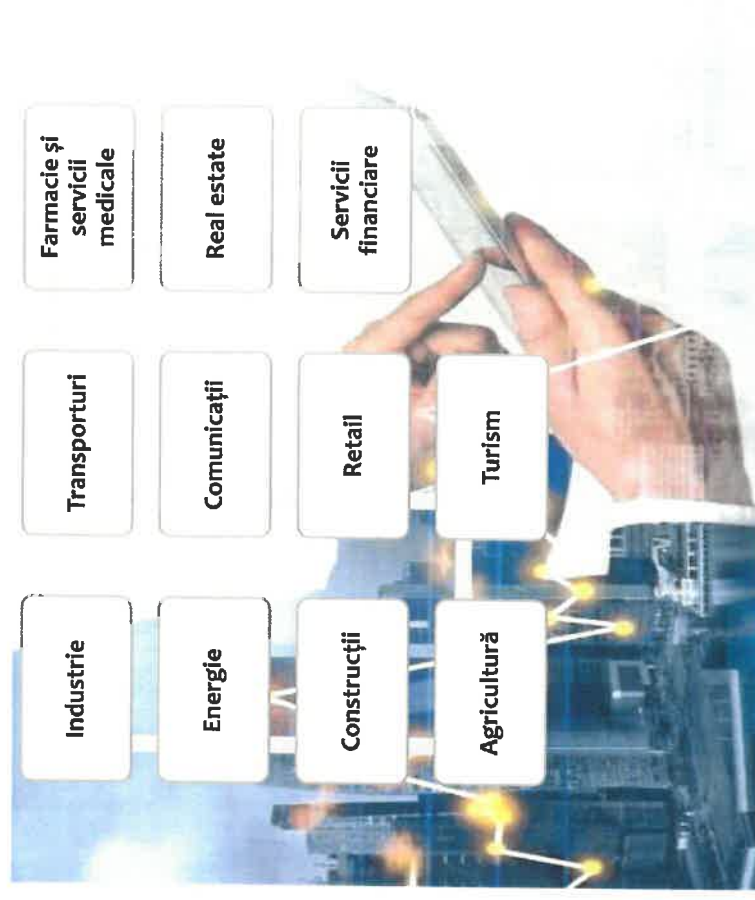 Industrie
Transporturi
Farmacie și
servicii
medicale
Energie
Comunicații
Real estate
Construcții
Retail
Servicii
financiare
Agricultură
Turism